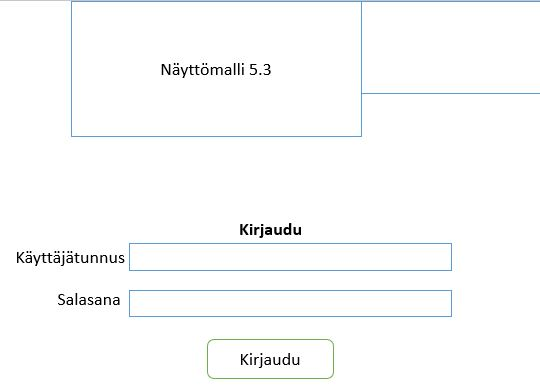 Näyttömalli 5.3
Kirjaudu
Käyttäjätunnus
Salasana
Kirjaudu